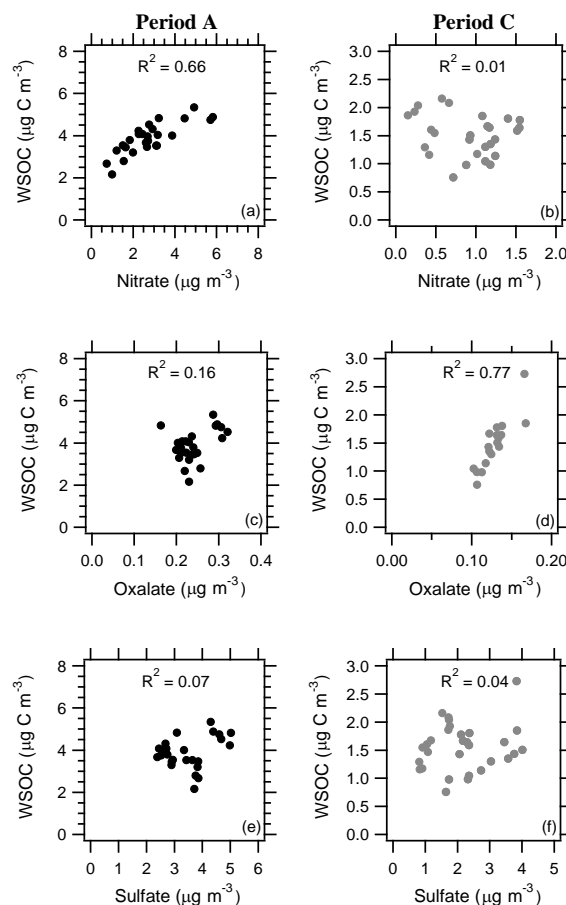 Period A
Period C
R² = 0.66
WSOC (µg C m⁻³)
8
6
4
2
0
(a)
0 2 4 6 8
Nitrate (µg m⁻³)
R² = 0.01
WSOC (µg C m⁻³)
3.0
2.5
2.0
1.5
1.0
0.5
0.0
(b)
0.0 0.5 1.0 1.5 2.0
Nitrate (µg m⁻³)
R² = 0.16
WSOC (µg C m⁻³)
8
6
4
2
0
(c)
0.0 0.1 0.2 0.3 0.4
Oxalate (µg m⁻³)
R² = 0.77
WSOC (µg C m⁻³)
3.0
2.5
2.0
1.5
1.0
0.5
0.0
(d)
0.00 0.10 0.20
Oxalate (µg m⁻³)
R² = 0.07
WSOC (µg C m⁻³)
8
6
4
2
0
(e)
0 1 2 3 4 5 6
Sulfate (µg m⁻³)
R² = 0.04
WSOC (µg C m⁻³)
3.0
2.5
2.0
1.5
1.0
0.5
0.0
(f)
0 1 2 3 4 5
Sulfate (µg m⁻³)